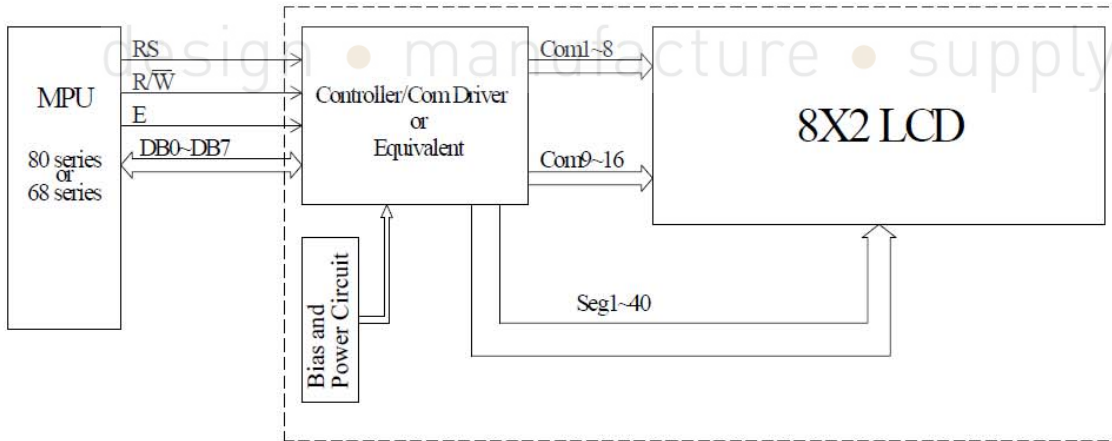 design • manufacture • supply
MPU
80 series
or
68 series
RS
R/W̅
E
DB0~DB7
Controller/Com Driver
or
Equivalent
Com1~8
Com9~16
8X2 LCD
Bias and
Power Circuit
Seg1~40